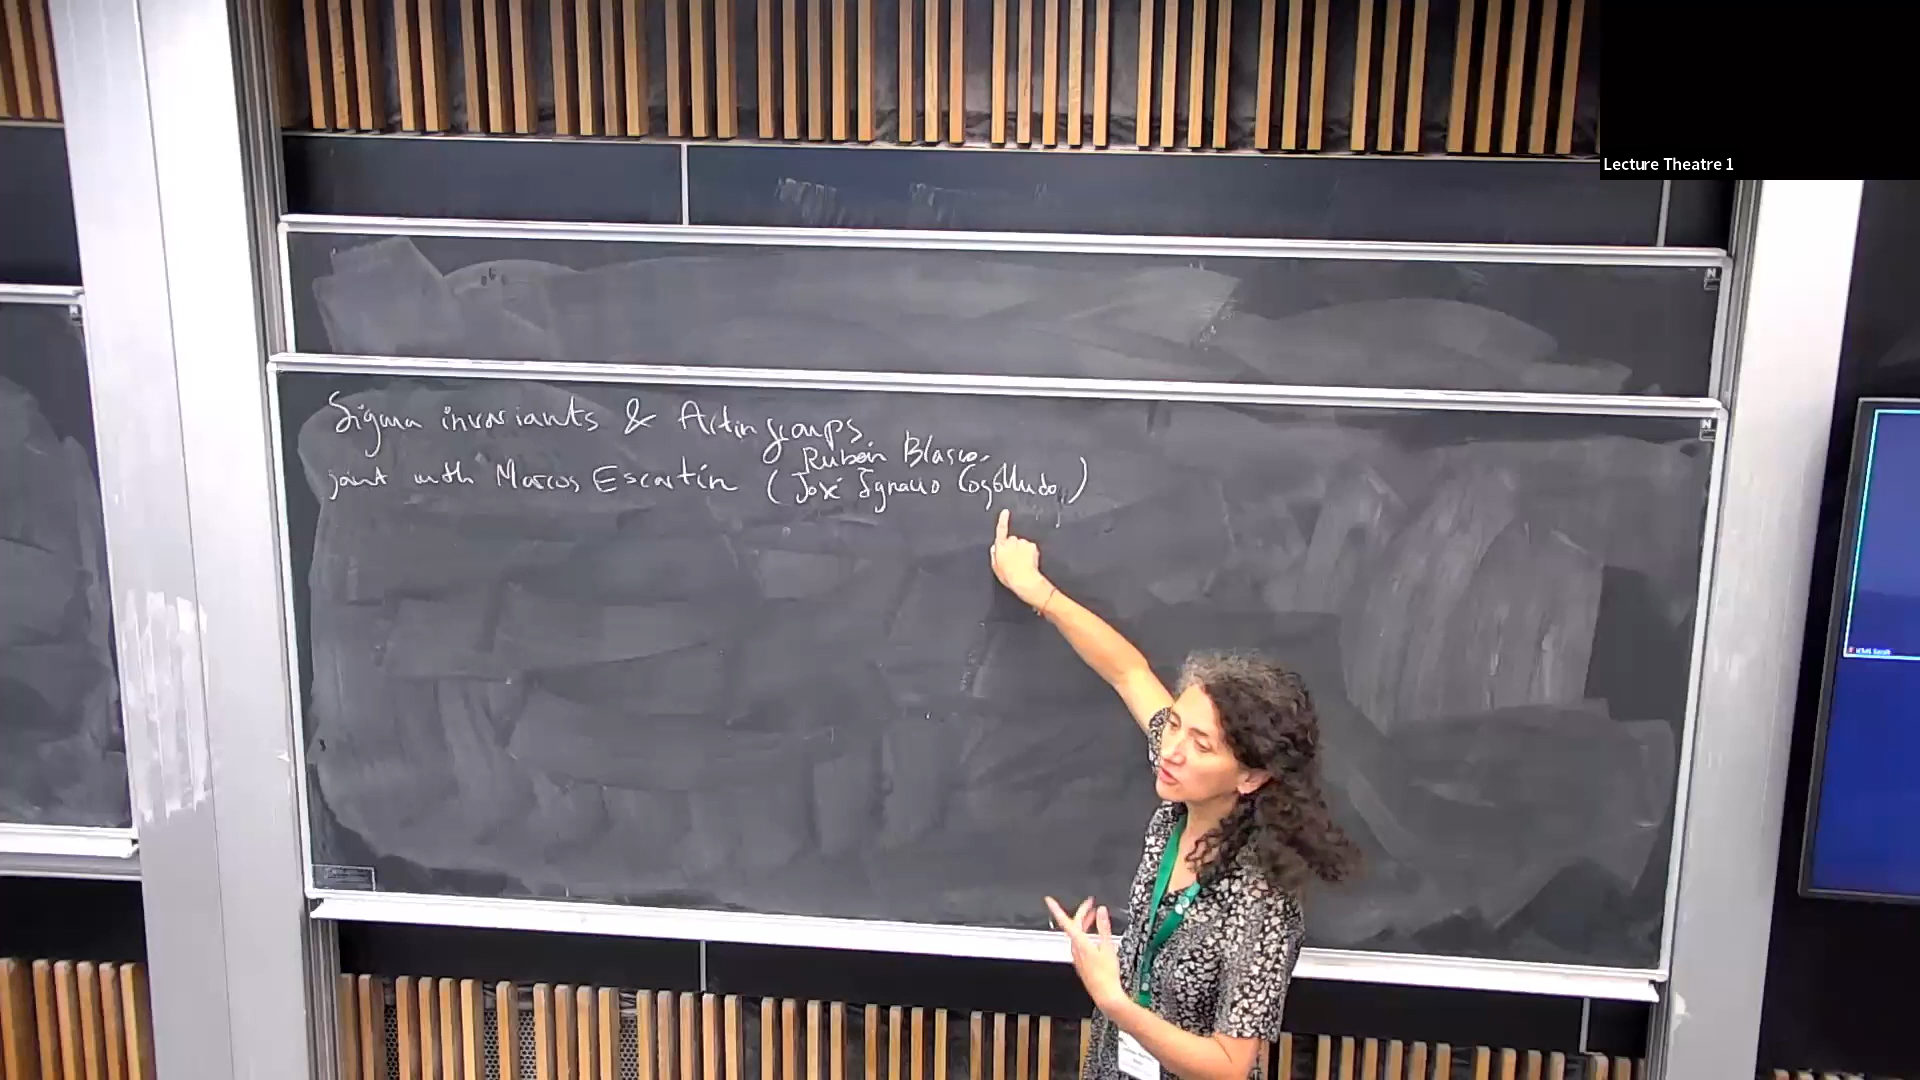 Lecture Theatre 1
Sigma invariants & Artin groups.
Rubén Blasco,
joint with Marcos Escartín (José Ignacio Cogolludo)